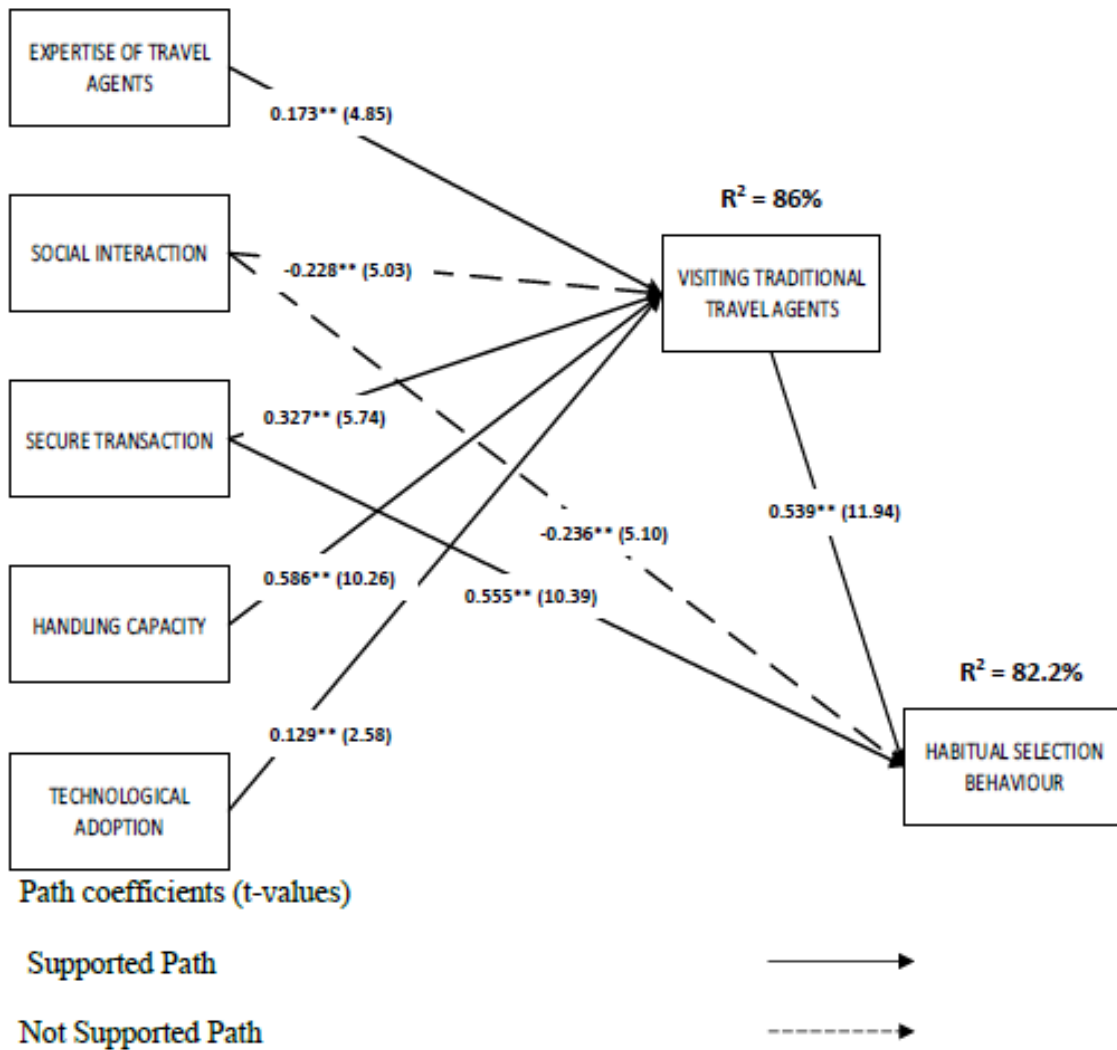 EXPERTISE OF TRAVEL
AGENTS
0.173** (4.85)
R² = 86%
SOCIAL INTERACTION
-0.228** (5.03)
VISITING TRADITIONAL
TRAVEL AGENTS
SECURE TRANSACTION
0.327** (5.74)
0.539** (11.94)
-0.236** (5.10)
HANDLING CAPACITY
0.586** (10.26)
0.555** (10.39)
R² = 82.2%
0.129** (2.58)
TECHNOLOGICAL
ADOPTION
HABITUAL SELECTION
BEHAVIOUR
Path coefficients (t-values)
Supported Path
Not Supported Path